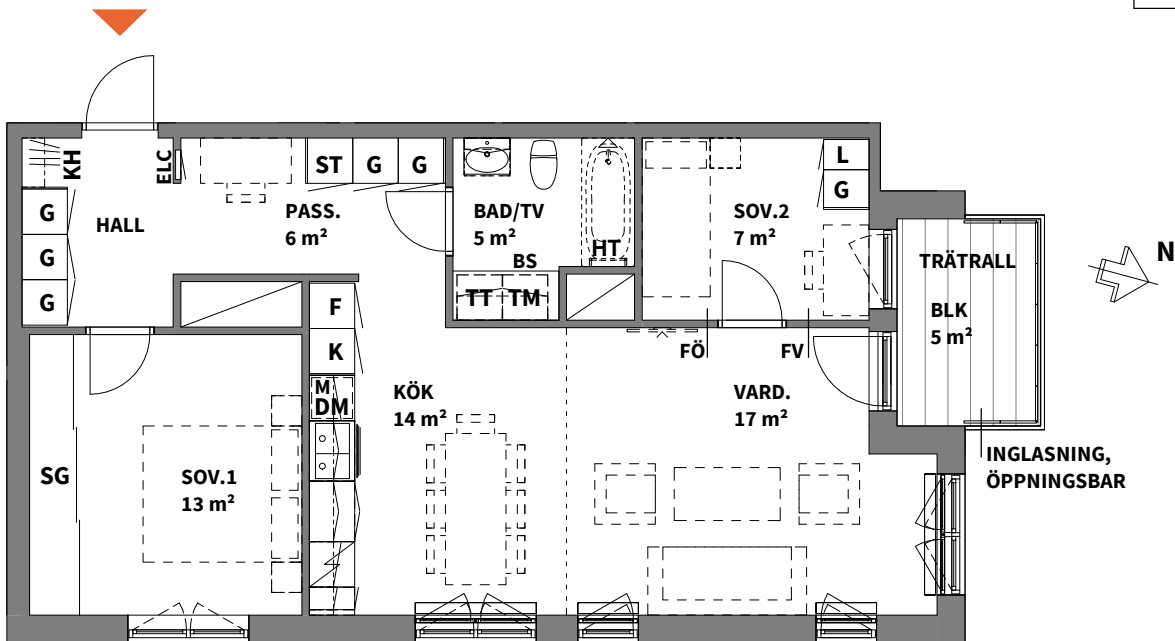 KH
ELC
ST
G
G
L
G
G
G
G
HALL
PASS.
6 m²
BAD/TV
5 m²
BS
HT
TT
TM
SOV.2
7 m²
TRÄTRALL
BLK
5 m²
N
F
K
M
DM
KÖK
14 m²
FÖ
FV
VARD.
17 m²
SG
SOV.1
13 m²
INGLASNING,
ÖPPNINGSBAR